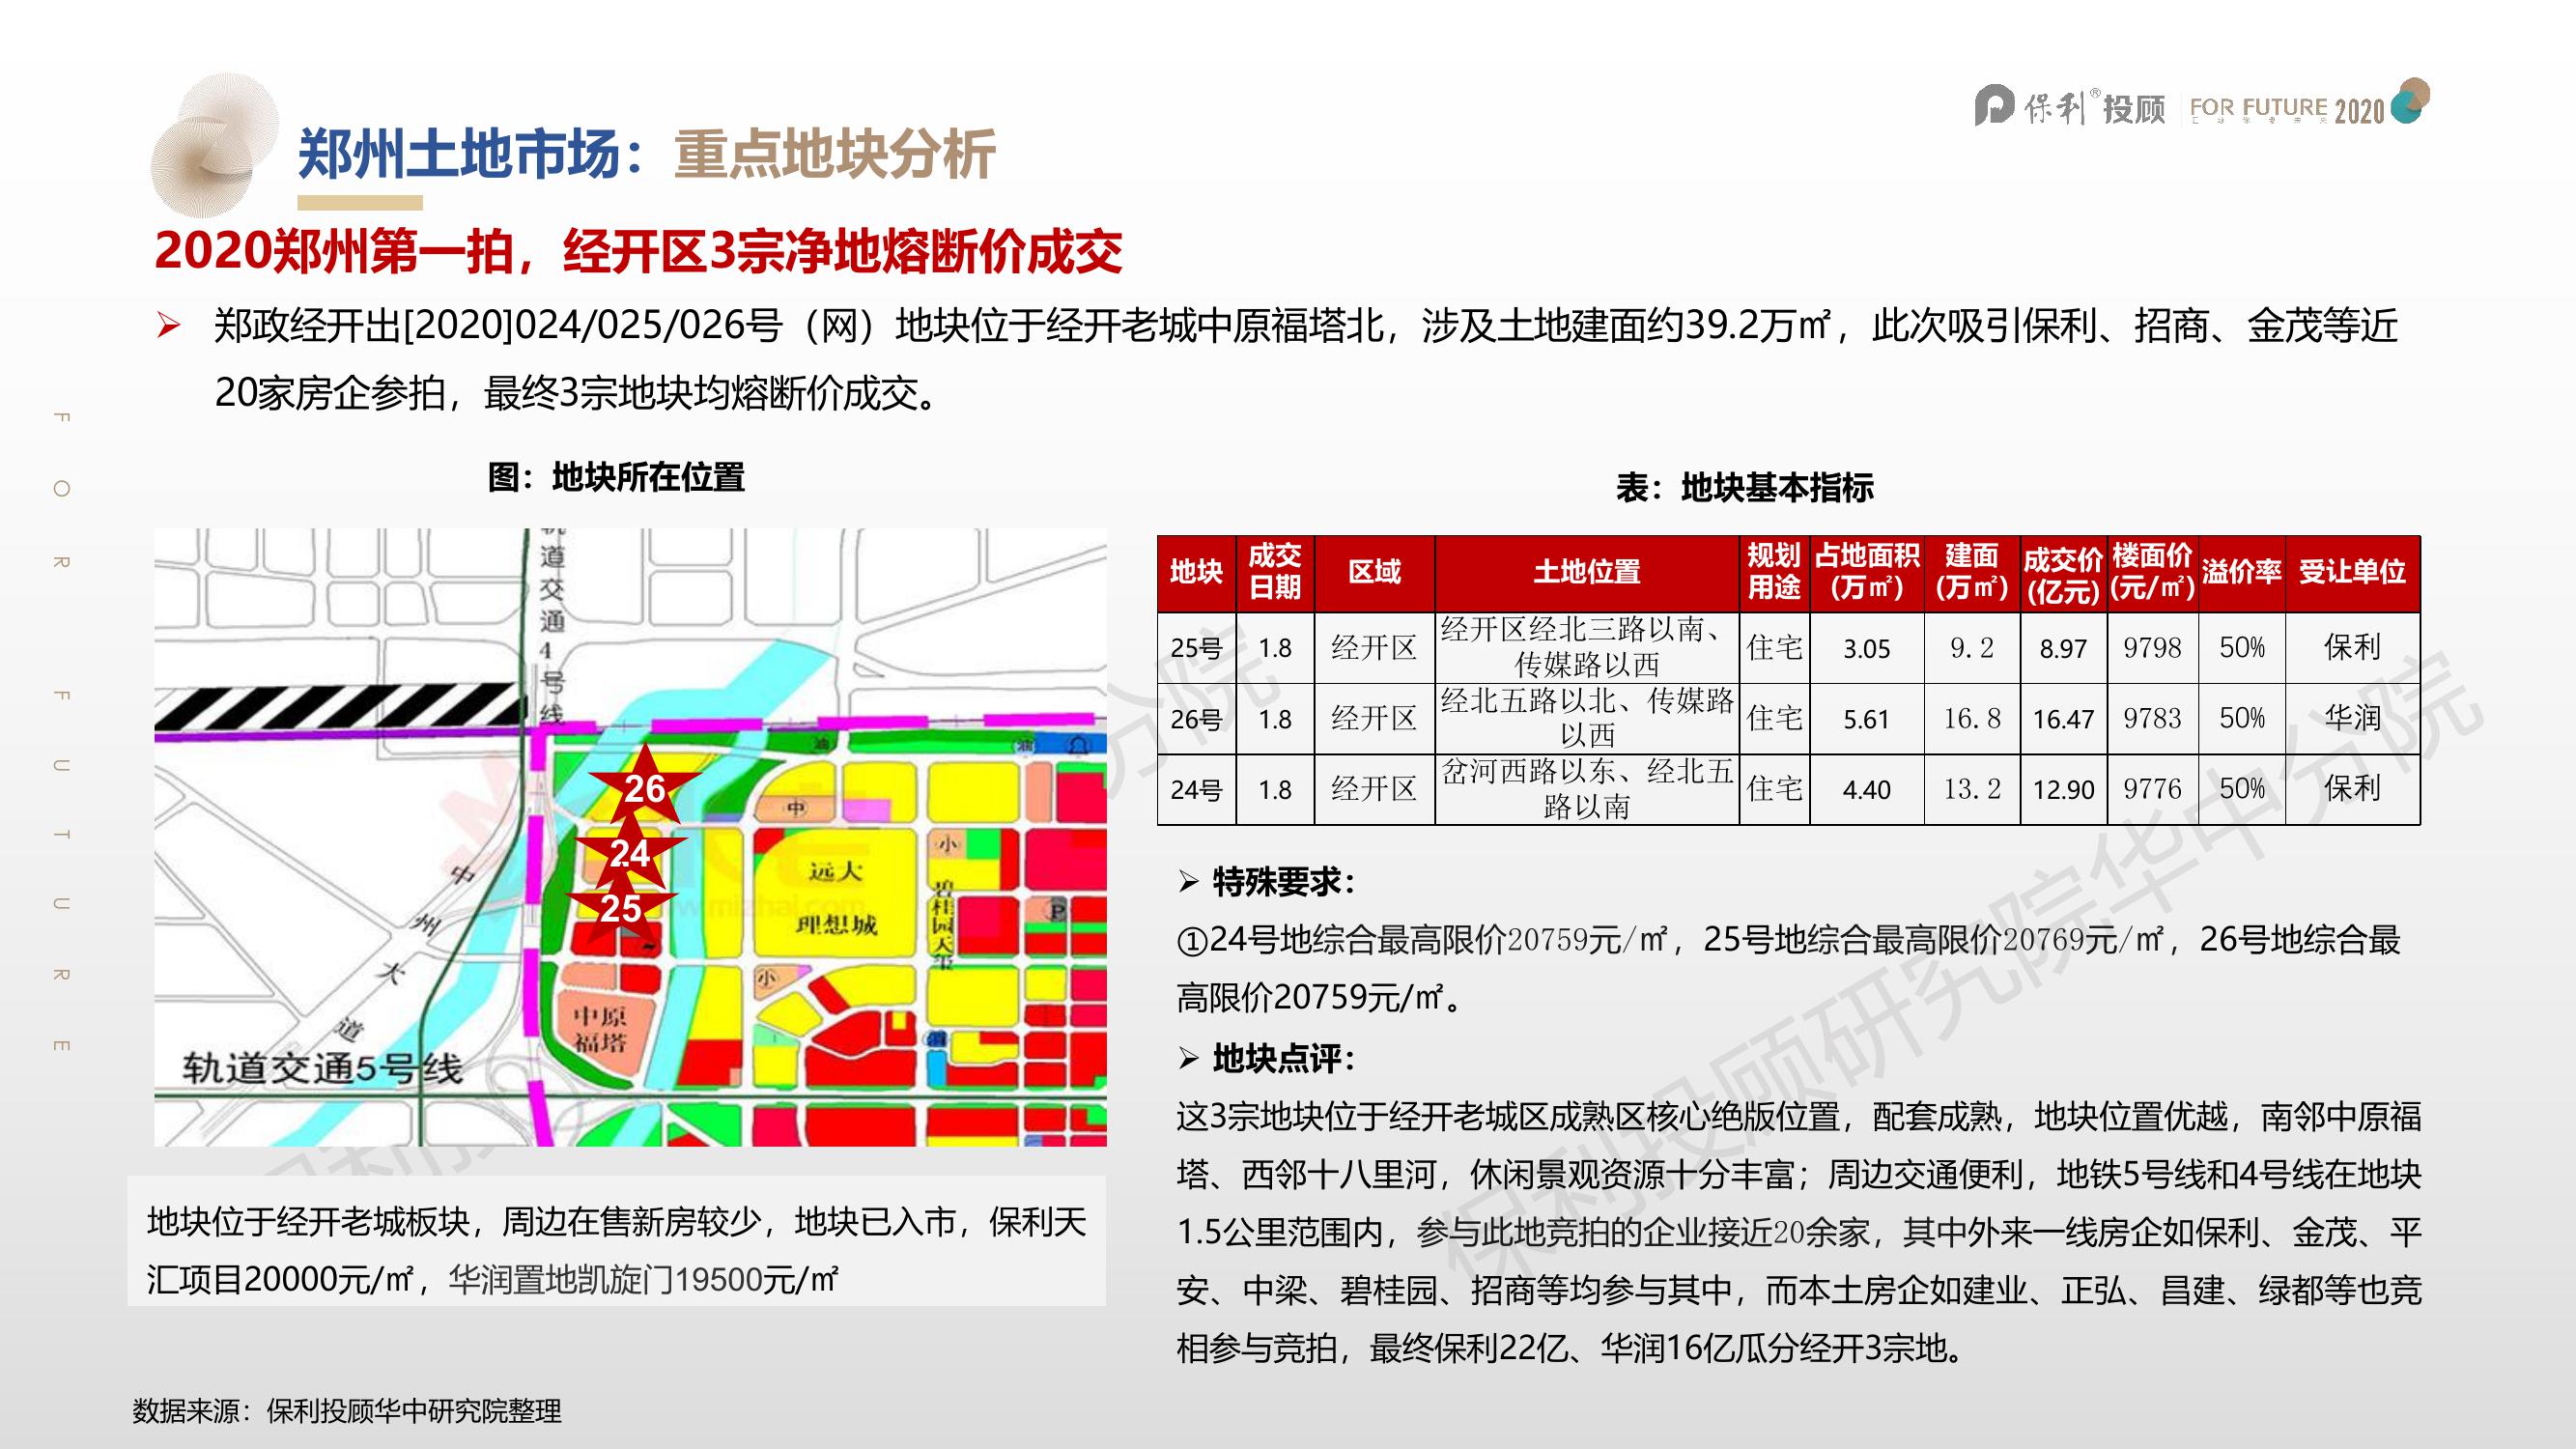 保利®投顾 FOR FUTURE 2020
郑州土地市场：重点地块分析
2020郑州第一拍，经开区3宗净地熔断价成交
➢ 郑政经开出[2020]024/025/026号（网）地块位于经开老城中原福塔北，涉及土地建面约39.2万㎡，此次吸引保利、招商、金茂等近
20家房企参拍，最终3宗地块均熔断价成交。
FOR FUTURE
图：地块所在位置
道交通4号线
26
24
25
中
小
远大
理想城
碧桂园天玺
P
小
中原
福塔
中州大道
轨道交通5号线
www.mizhai.com
地块位于经开老城板块，周边在售新房较少，地块已入市，保利天
汇项目20000元/㎡，华润置地凯旋门19500元/㎡
表：地块基本指标
地块 成交日期 区域 土地位置 规划用途 占地面积(万㎡) 建面(万㎡) 成交价(亿元) 楼面价(元/㎡) 溢价率 受让单位
25号 1.8 经开区 经开区经北三路以南、传媒路以西 住宅 3.05 9.2 8.97 9798 50% 保利
26号 1.8 经开区 经北五路以北、传媒路以西 住宅 5.61 16.8 16.47 9783 50% 华润
24号 1.8 经开区 岔河西路以东、经北五路以南 住宅 4.40 13.2 12.90 9776 50% 保利
➢ 特殊要求：
①24号地综合最高限价20759元/㎡，25号地综合最高限价20769元/㎡，26号地综合最
高限价20759元/㎡。
➢ 地块点评：
这3宗地块位于经开老城区成熟区核心绝版位置，配套成熟，地块位置优越，南邻中原福
塔、西邻十八里河，休闲景观资源十分丰富；周边交通便利，地铁5号线和4号线在地块
1.5公里范围内，参与此地竞拍的企业接近20余家，其中外来一线房企如保利、金茂、平
安、中梁、碧桂园、招商等均参与其中，而本土房企如建业、正弘、昌建、绿都等也竞
相参与竞拍，最终保利22亿、华润16亿瓜分经开3宗地。
保利投顾研究院华中分院
数据来源：保利投顾华中研究院整理